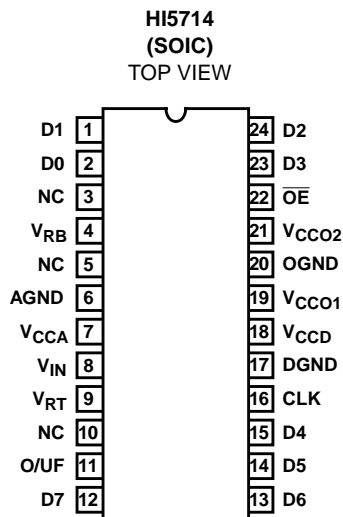 HI5714
(SOIC)
TOP VIEW
D1 1 24 D2
D0 2 23 D3
NC 3 22 O̅E̅
VRB 4 21 VCCO2
NC 5 20 OGND
AGND 6 19 VCCO1
VCCA 7 18 VCCD
VIN 8 17 DGND
VRT 9 16 CLK
NC 10 15 D4
O/UF 11 14 D5
D7 12 13 D6